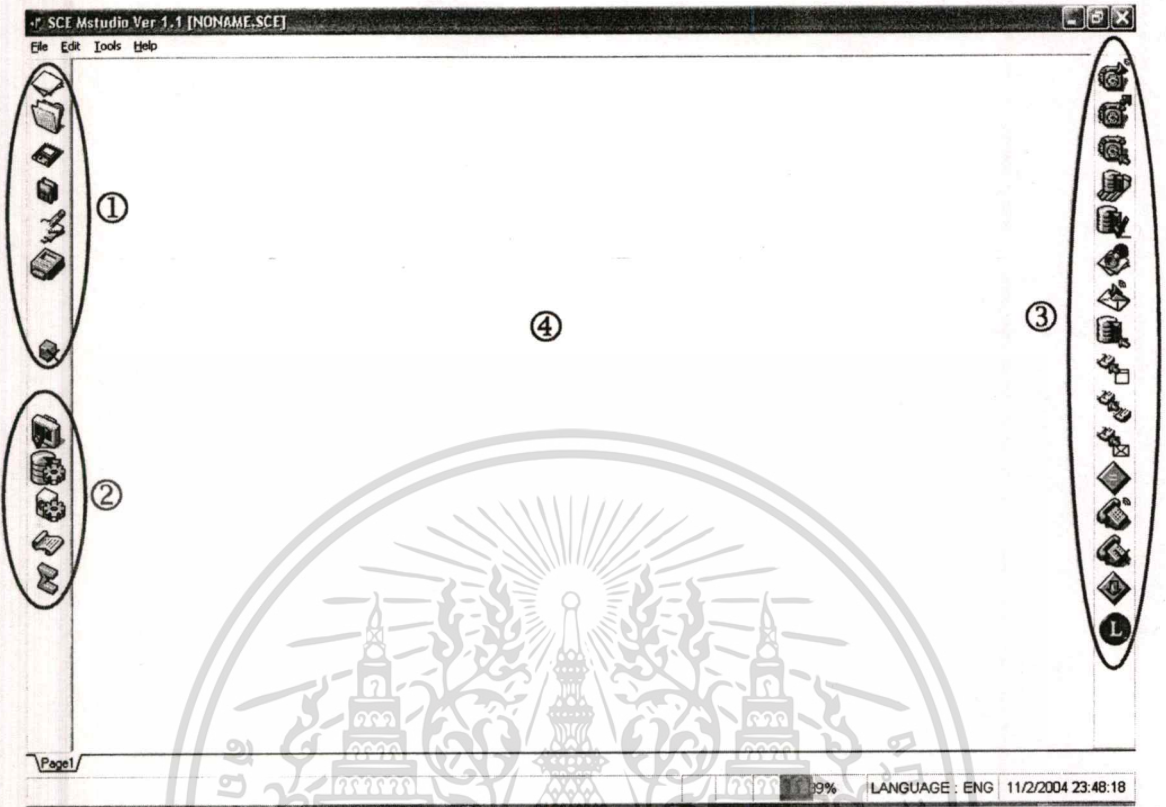 SCE Mstudio Ver 1.1 [NONAME.SCE]
File Edit Tools Help
①
②
③
④
L
Page1
39% LANGUAGE : ENG 11/2/2004 23:48:18